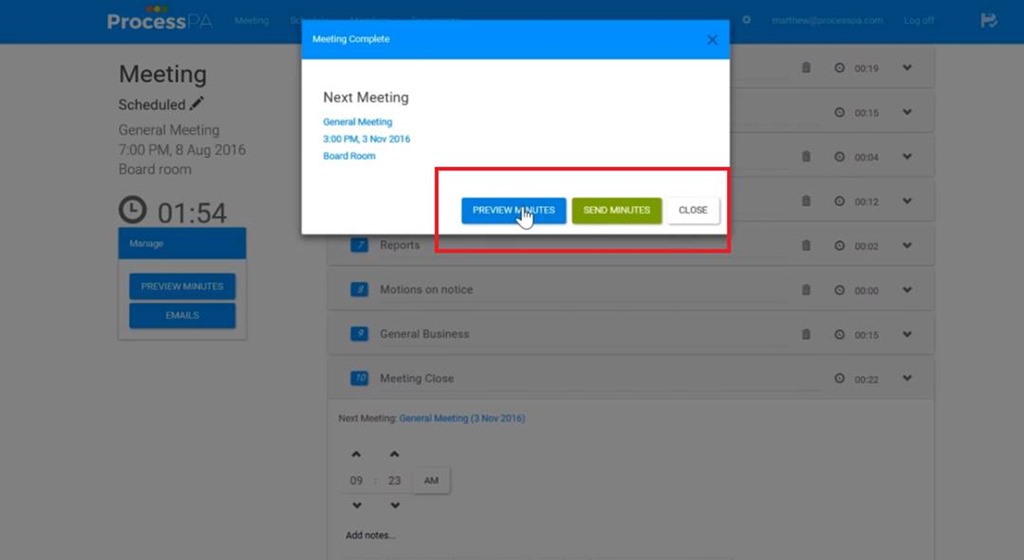 ProcessPA
Meeting
matthew@processpa.com
Log off
Meeting Complete
Meeting
Scheduled
General Meeting
7:00 PM, 8 Aug 2016
Board room
01:54
Manage
PREVIEW MINUTES
EMAILS
Next Meeting
General Meeting
3:00 PM, 3 Nov 2016
Board Room
PREVIEW MINUTES
SEND MINUTES
CLOSE
00:19
00:15
00:04
00:12
7 Reports 00:02
8 Motions on notice 00:00
9 General Business 00:15
10 Meeting Close 00:22
Next Meeting: General Meeting (3 Nov 2016)
09 : 23 AM
Add notes...